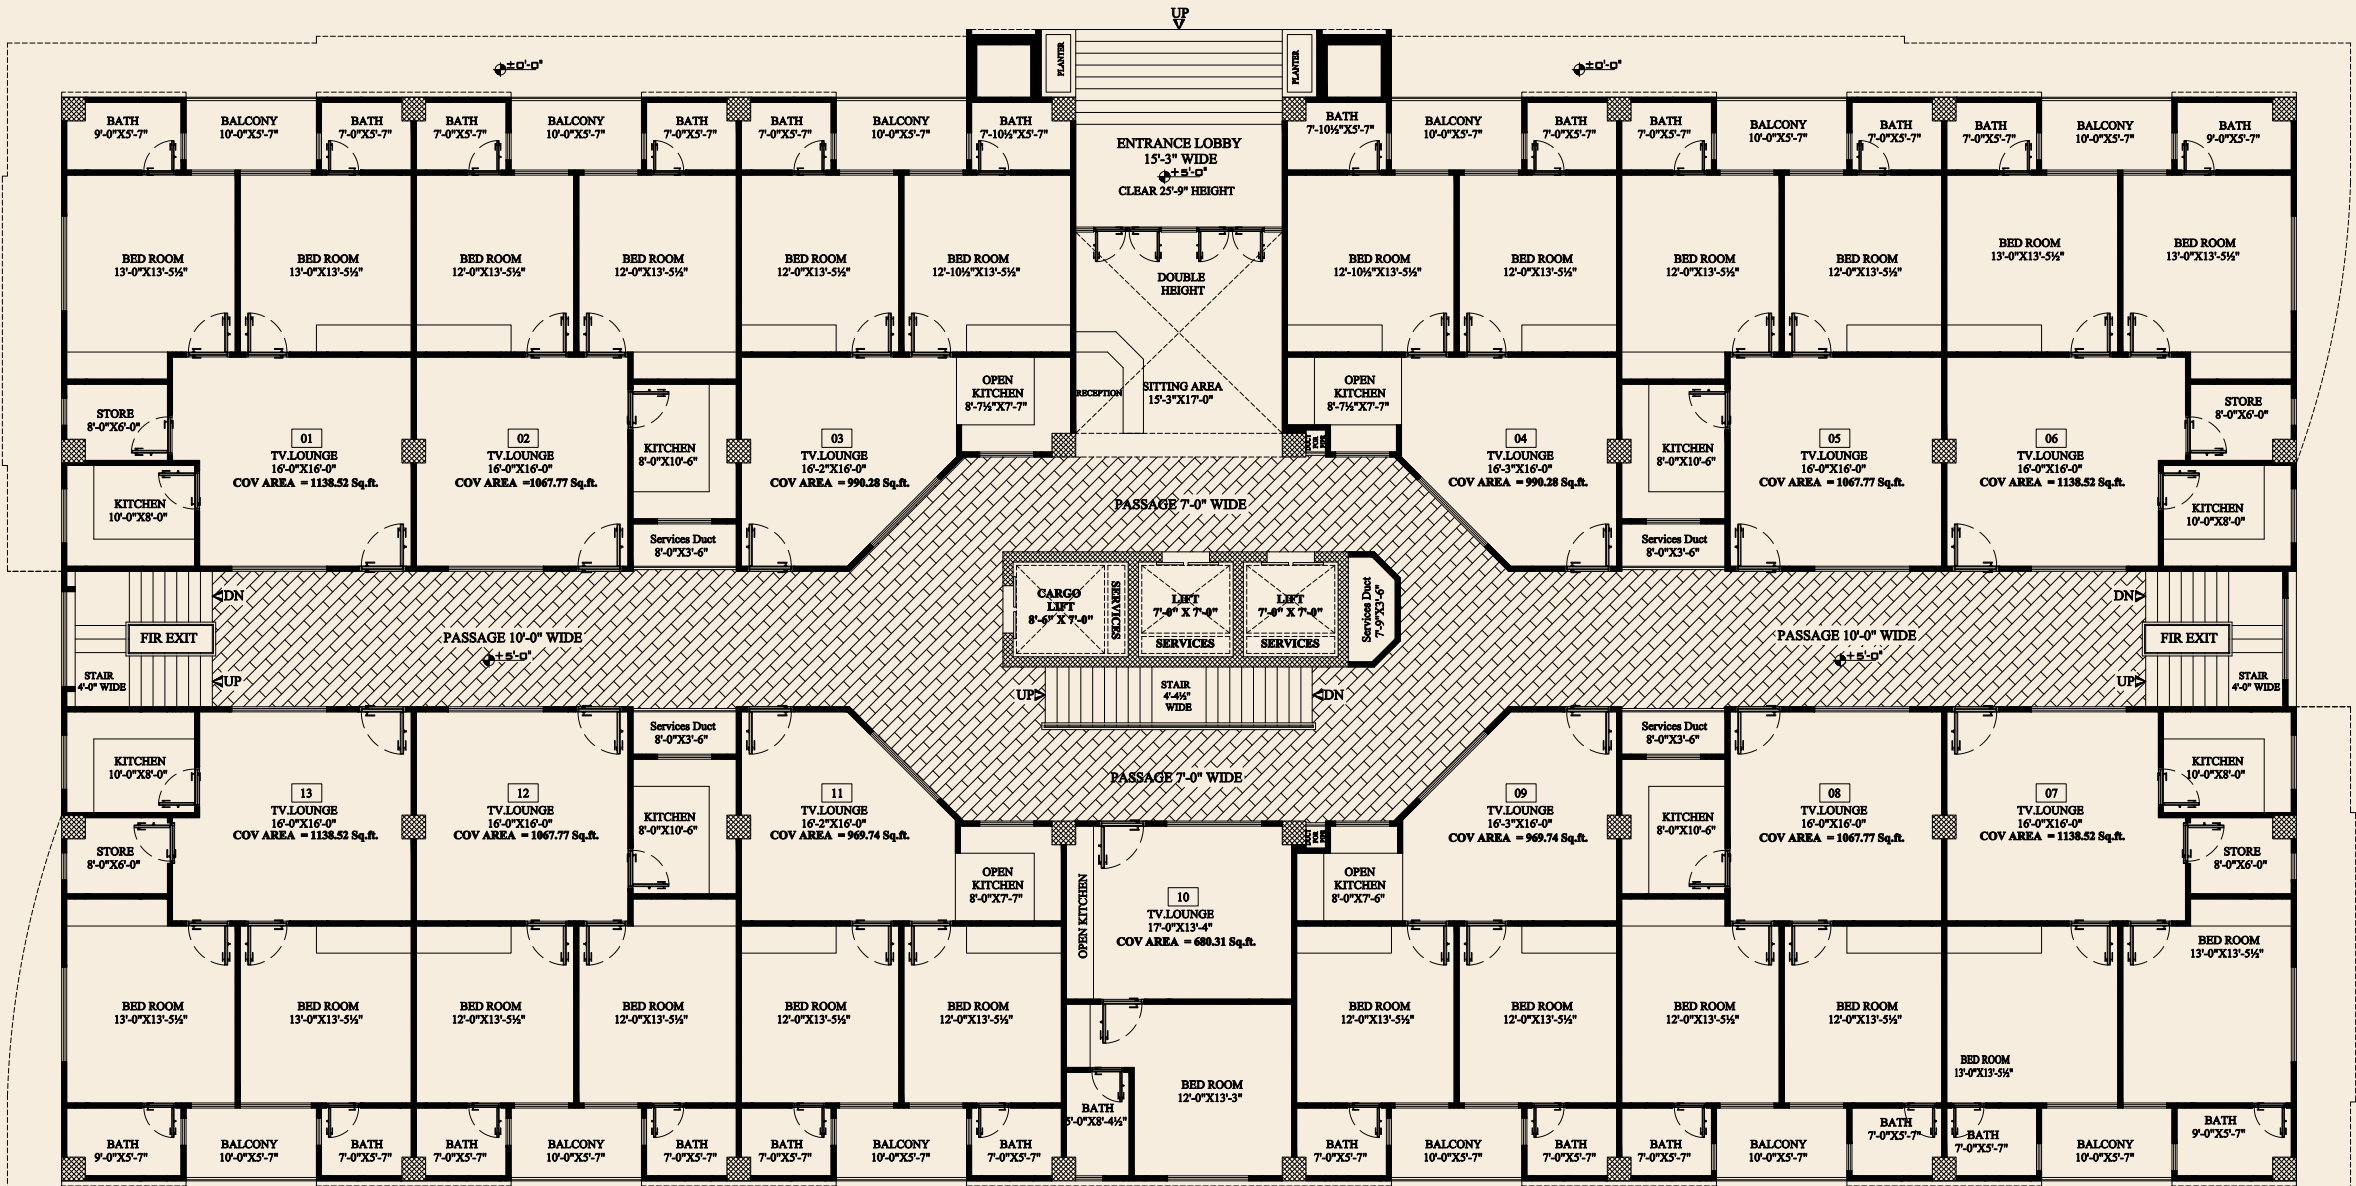 UP
PLANTER
PLANTER
±0'-0"
±0'-0"
BATH
9'-0"X5'-7"
BALCONY
10'-0"X5'-7"
BATH
7'-0"X5'-7"
BATH
7'-0"X5'-7"
BALCONY
10'-0"X5'-7"
BATH
7'-0"X5'-7"
BATH
7'-0"X5'-7"
BALCONY
10'-0"X5'-7"
BATH
7'-10½"X5'-7"
ENTRANCE LOBBY
15'-3" WIDE
+5'-0"
CLEAR 25'-9" HEIGHT
BATH
7'-10½"X5'-7"
BALCONY
10'-0"X5'-7"
BATH
7'-0"X5'-7"
BATH
7'-0"X5'-7"
BALCONY
10'-0"X5'-7"
BATH
7'-0"X5'-7"
BATH
7'-0"X5'-7"
BALCONY
10'-0"X5'-7"
BATH
9'-0"X5'-7"
BED ROOM
13'-0"X13'-5½"
BED ROOM
13'-0"X13'-5½"
BED ROOM
12'-0"X13'-5½"
BED ROOM
12'-0"X13'-5½"
BED ROOM
12'-0"X13'-5½"
BED ROOM
12'-10½"X13'-5½"
DOUBLE
HEIGHT
BED ROOM
12'-10½"X13'-5½"
BED ROOM
12'-0"X13'-5½"
BED ROOM
12'-0"X13'-5½"
BED ROOM
12'-0"X13'-5½"
BED ROOM
13'-0"X13'-5½"
BED ROOM
13'-0"X13'-5½"
STORE
8'-0"X6'-0"
KITCHEN
10'-0"X8'-0"
01
TV.LOUNGE
16'-0"X16'-0"
COV AREA = 1138.52 Sq.ft.
02
TV.LOUNGE
16'-0"X16'-0"
COV AREA =1067.77 Sq.ft.
KITCHEN
8'-0"X10'-6"
Services Duct
8'-0"X3'-6"
03
TV.LOUNGE
16'-2"X16'-0"
COV AREA = 990.28 Sq.ft.
OPEN
KITCHEN
8'-7½"X7'-7"
RECEPTION
SITTING AREA
15'-3"X17'-0"
OPEN
KITCHEN
8'-7½"X7'-7"
DUCT
FOR
PIPE
04
TV.LOUNGE
16'-3"X16'-0"
COV AREA = 990.28 Sq.ft.
KITCHEN
8'-0"X10'-6"
Services Duct
8'-0"X3'-6"
05
TV.LOUNGE
16'-0"X16'-0"
COV AREA = 1067.77 Sq.ft.
06
TV.LOUNGE
16'-0"X16'-0"
COV AREA = 1138.52 Sq.ft.
STORE
8'-0"X6'-0"
KITCHEN
10'-0"X8'-0"
PASSAGE 7'-0" WIDE
DN
FIR EXIT
UP
STAIR
4'-0" WIDE
PASSAGE 10'-0" WIDE
+5'-0"
CARGO
LIFT
8'-6" X 7'-0"
SERVICES
LIFT
7'-0" X 7'-0"
SERVICES
LIFT
7'-0" X 7'-0"
SERVICES
Services Duct
7'-9"X3'-6"
UP
STAIR
4'-4½"
WIDE
DN
PASSAGE 10'-0" WIDE
+5'-0"
DN
FIR EXIT
UP
STAIR
4'-0" WIDE
PASSAGE 7'-0" WIDE
KITCHEN
10'-0"X8'-0"
STORE
8'-0"X6'-0"
13
TV.LOUNGE
16'-0"X16'-0"
COV AREA = 1138.52 Sq.ft.
12
TV.LOUNGE
16'-0"X16'-0"
COV AREA = 1067.77 Sq.ft.
Services Duct
8'-0"X3'-6"
KITCHEN
8'-0"X10'-6"
11
TV.LOUNGE
16'-2"X16'-0"
COV AREA = 969.74 Sq.ft.
OPEN
KITCHEN
8'-0"X7'-7"
OPEN KITCHEN
10
TV.LOUNGE
17'-0"X13'-4"
COV AREA = 680.31 Sq.ft.
DUCT
FOR
PIPE
OPEN
KITCHEN
8'-0"X7'-6"
09
TV.LOUNGE
16'-3"X16'-0"
COV AREA = 969.74 Sq.ft.
Services Duct
8'-0"X3'-6"
KITCHEN
8'-0"X10'-6"
08
TV.LOUNGE
16'-0"X16'-0"
COV AREA = 1067.77 Sq.ft.
07
TV.LOUNGE
16'-0"X16'-0"
COV AREA = 1138.52 Sq.ft.
KITCHEN
10'-0"X8'-0"
STORE
8'-0"X6'-0"
BED ROOM
13'-0"X13'-5½"
BED ROOM
13'-0"X13'-5½"
BED ROOM
12'-0"X13'-5½"
BED ROOM
12'-0"X13'-5½"
BED ROOM
12'-0"X13'-5½"
BED ROOM
12'-0"X13'-5½"
BED ROOM
12'-0"X13'-3"
BED ROOM
12'-0"X13'-5½"
BED ROOM
12'-0"X13'-5½"
BED ROOM
12'-0"X13'-5½"
BED ROOM
12'-0"X13'-5½"
BED ROOM
13'-0"X13'-5½"
BED ROOM
13'-0"X13'-5½"
BATH
9'-0"X5'-7"
BALCONY
10'-0"X5'-7"
BATH
7'-0"X5'-7"
BATH
7'-0"X5'-7"
BALCONY
10'-0"X5'-7"
BATH
7'-0"X5'-7"
BATH
7'-0"X5'-7"
BALCONY
10'-0"X5'-7"
BATH
7'-0"X5'-7"
BATH
5'-0"X8'-4½"
BATH
7'-0"X5'-7"
BALCONY
10'-0"X5'-7"
BATH
7'-0"X5'-7"
BATH
7'-0"X5'-7"
BALCONY
10'-0"X5'-7"
BATH
7'-0"X5'-7"
BATH
7'-0"X5'-7"
BALCONY
10'-0"X5'-7"
BATH
9'-0"X5'-7"